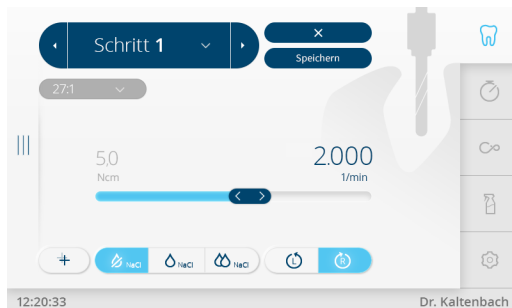 Schritt 1
Speichern
27:1
5,0
Ncm
2.000
1/min
NaCl
NaCl
NaCl
L
R
12:20:33
Dr. Kaltenbach